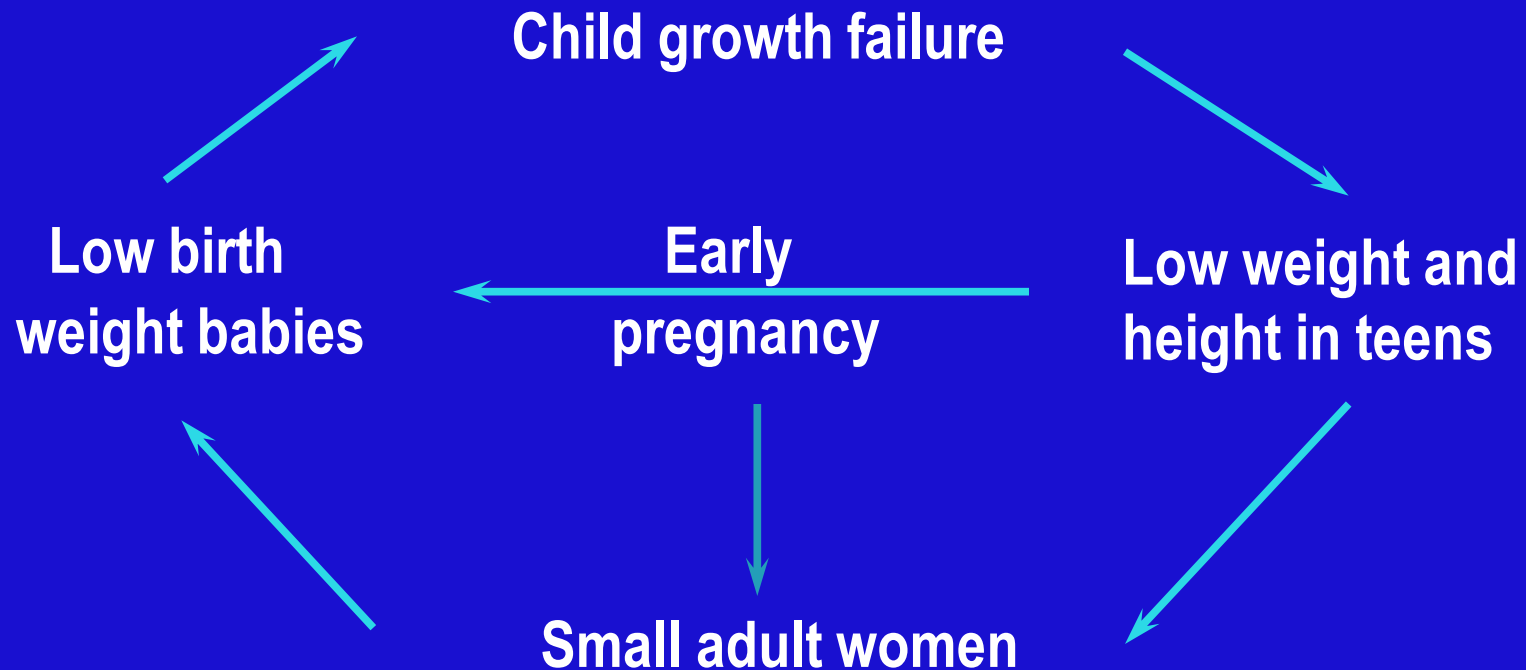 Child growth failure
Low birth
weight babies
Early
pregnancy
Low weight and
height in teens
Small adult women